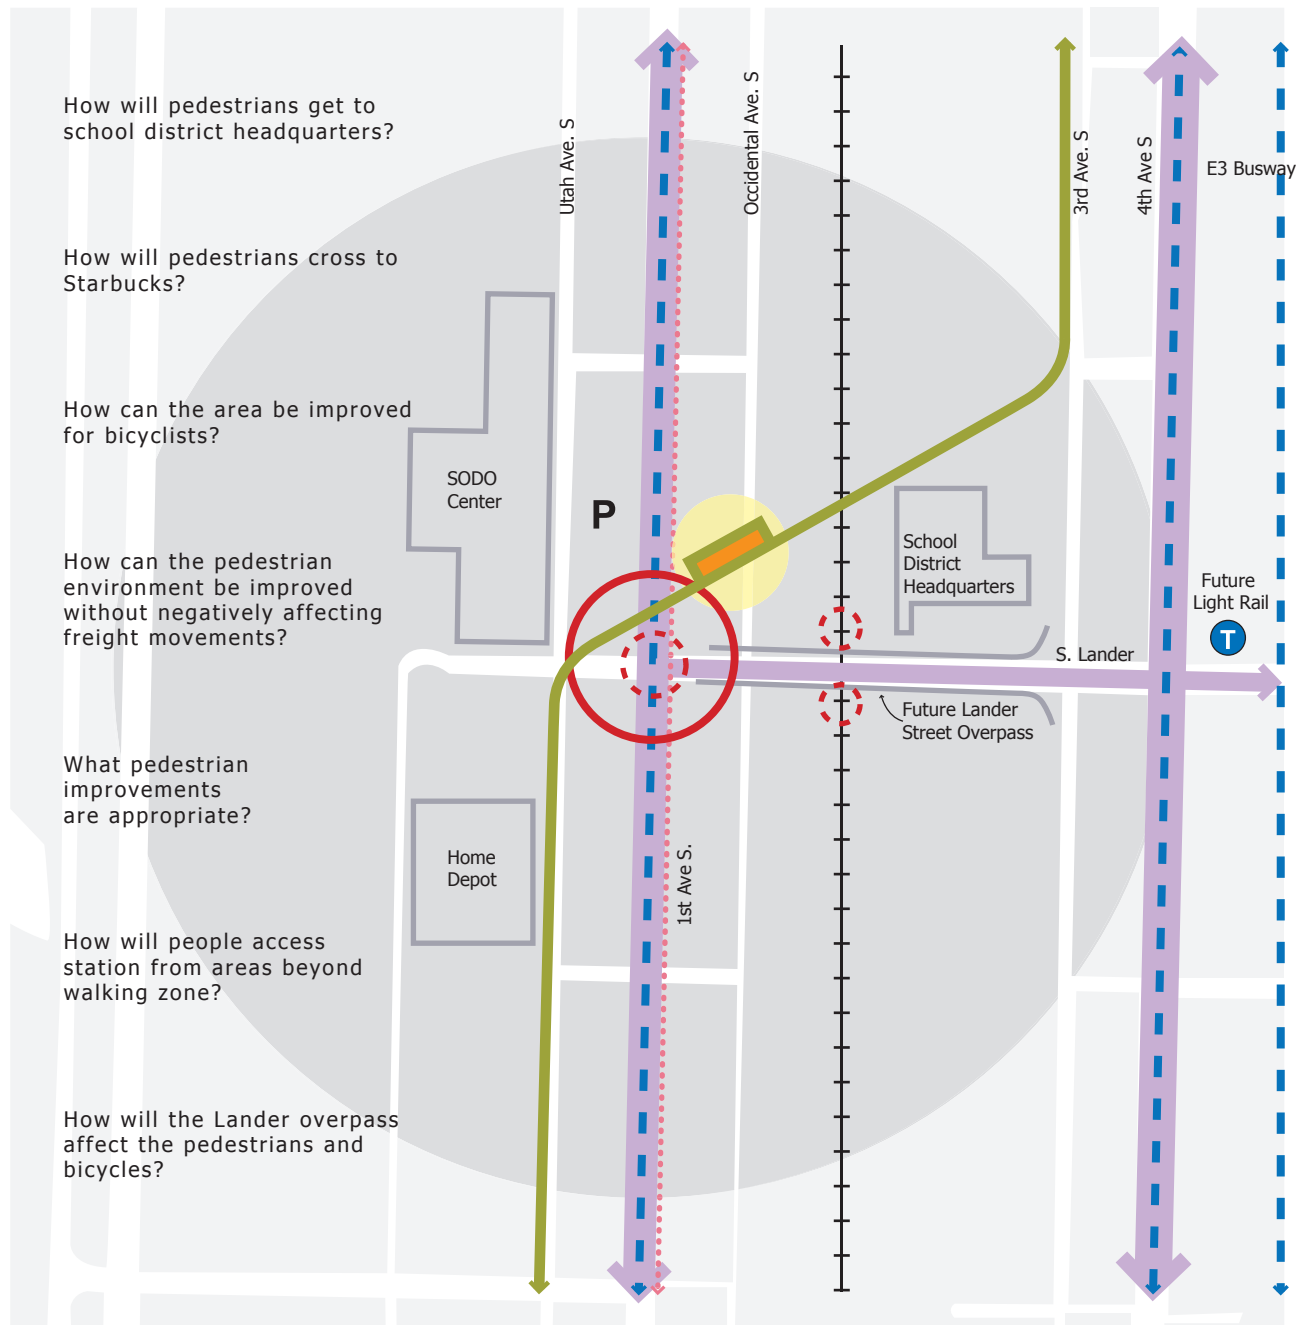 How will pedestrians get to
school district headquarters?
How will pedestrians cross to
Starbucks?
How can the area be improved
for bicyclists?
How can the pedestrian
environment be improved
without negatively affecting
freight movements?
What pedestrian
improvements
are appropriate?
How will people access
station from areas beyond
walking zone?
How will the Lander overpass
affect the pedestrians and
bicycles?
Utah Ave. S
Occidental Ave. S
3rd Ave. S
4th Ave S
E3 Busway
SODO
Center
P
School
District
Headquarters
Future
Light Rail
T
S. Lander
Future Lander
Street Overpass
Home
Depot
1st Ave S.